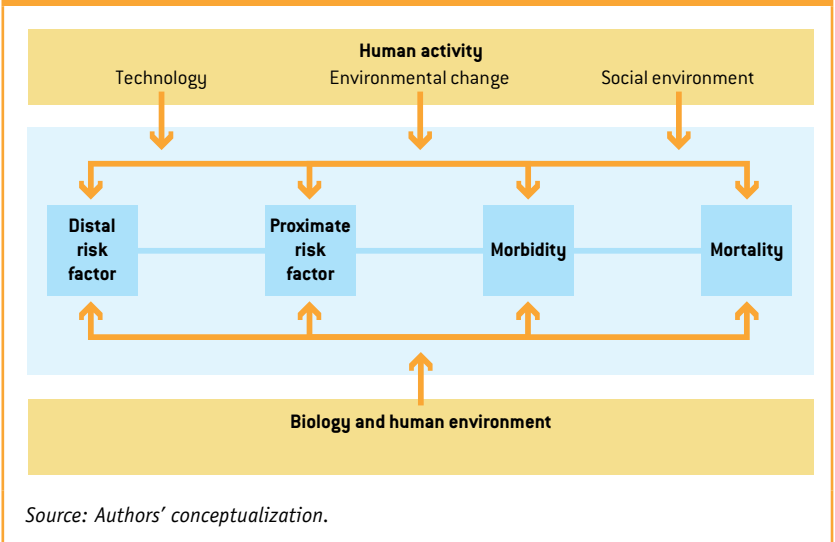 Human activity
Technology Environmental change Social environment
Distal
risk
factor
Proximate
risk
factor
Morbidity
Mortality
Biology and human environment
Source: Authors’ conceptualization.